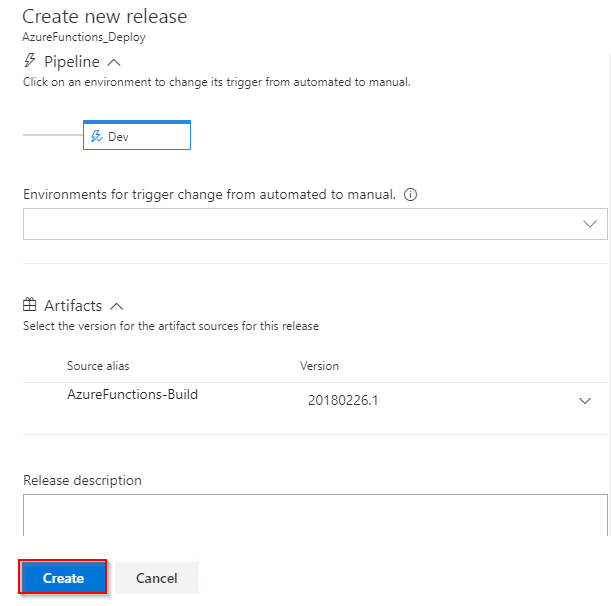 Create new release
AzureFunctions_Deploy
Pipeline
Click on an environment to change its trigger from automated to manual.
Dev
Environments for trigger change from automated to manual.
Artifacts
Select the version for the artifact sources for this release
Source alias Version
AzureFunctions-Build 20180226.1
Release description
Create Cancel